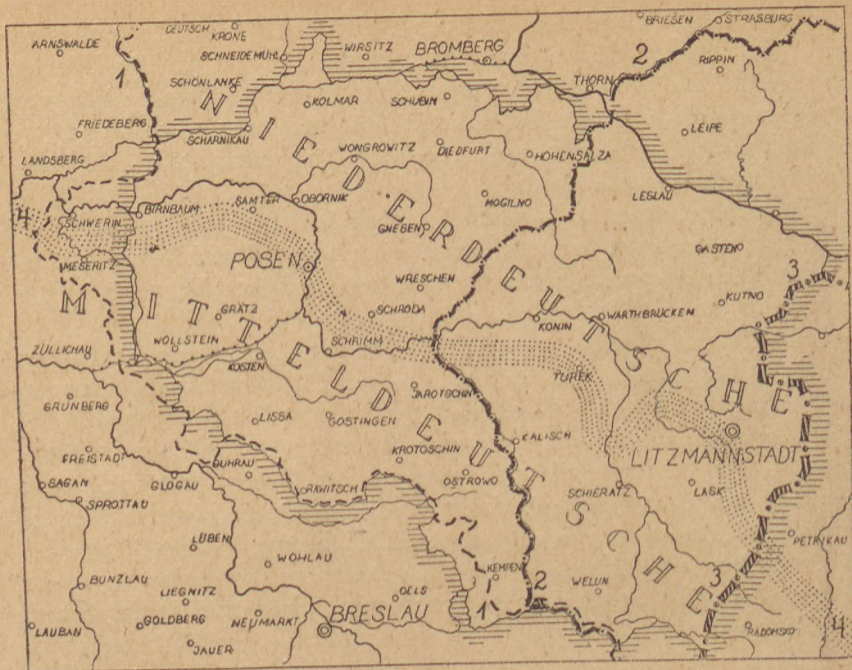 DEUTSCH
KRONE
BRIESEN
STRASBURG
ARNSWALDE
SCHNEIDEMÜHL
WIRSITZ
BROMBERG
2
RIPPIN
1
SCHÖNLANKE
THORN
KOLMAR
SCHUBIN
FRIEDEBERG
SCHARNIKAU
LEIPE
WONGROWITZ
DIEDFURT
HOHENSALZA
LANDSBERG
LESLAU
SCHWERIN
BIRNBAUM
SAMTER
OBORNIK
MOGILNO
4
GNESEN
GASTEN
MESERITZ
POSEN
WRESCHEN
3
KUTNO
GRÄTZ
SCHRODA
KONIN
WARTHBRÜCKEN
ZÜLLICHAU
WOLLSTEIN
KOSTEN
SCHRIMM
TUREK
GRÜNBERG
JAROTSCHIN
LISSA
GOSTINGEN
KALISCH
FREISTADT
KROTOSCHIN
LITZMANNSTADT
SAGAN
GLOGAU
GUHRAU
RAWITSCH
OSTROWO
SCHIERATZ
LASK
SPROTTAU
LÜBEN
PETRIKAU
WOHLAU
BUNZLAU
KEMPEN
WELUN
3
LIEGNITZ
OELS
1
2
LAUBAN
GOLDBERG
NEUMARKT
BRESLAU
RADOMSKO
4
JAUER
NIEDERDEUTSCHE
MITTELDEUTSCHE